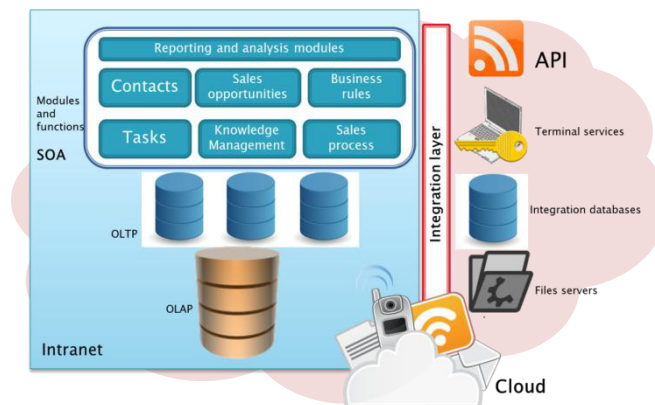 Reporting and analysis modules
Contacts
Sales
opportunities
Business
rules
Modules
and
functions
SOA
Tasks
Knowledge
Management
Sales
process
OLTP
OLAP
Intranet
Integration layer
API
Terminal services
Integration databases
Files servers
Cloud